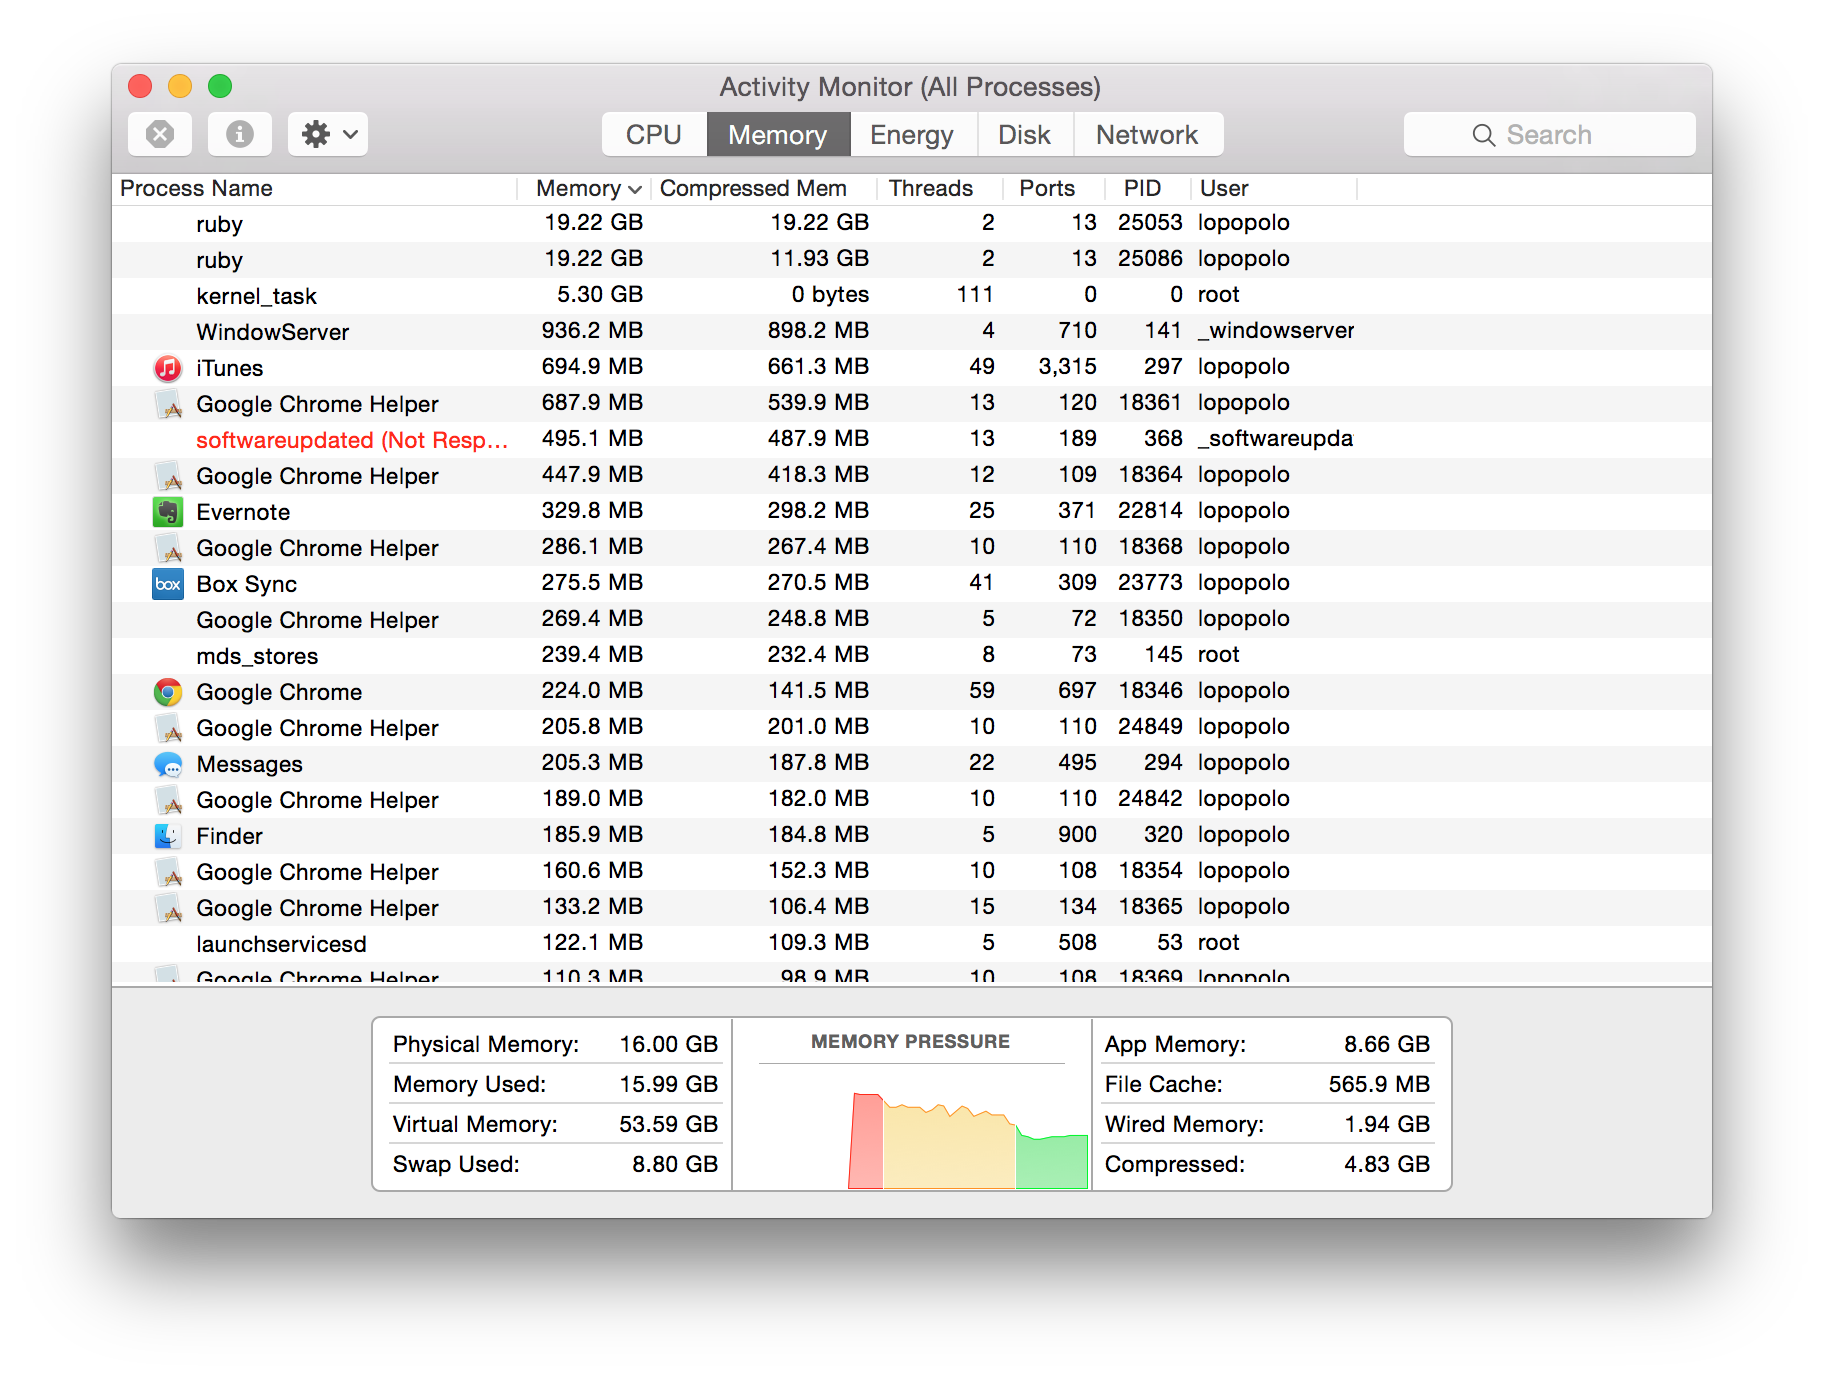 Activity Monitor (All Processes)
CPU Memory Energy Disk Network Search
Process Name Memory Compressed Mem Threads Ports PID User
ruby 19.22 GB 19.22 GB 2 13 25053 lopopolo
ruby 19.22 GB 11.93 GB 2 13 25086 lopopolo
kernel_task 5.30 GB 0 bytes 111 0 0 root
WindowServer 936.2 MB 898.2 MB 4 710 141 _windowserver
iTunes 694.9 MB 661.3 MB 49 3,315 297 lopopolo
Google Chrome Helper 687.9 MB 539.9 MB 13 120 18361 lopopolo
softwareupdated (Not Resp... 495.1 MB 487.9 MB 13 189 368 _softwareupda
Google Chrome Helper 447.9 MB 418.3 MB 12 109 18364 lopopolo
Evernote 329.8 MB 298.2 MB 25 371 22814 lopopolo
Google Chrome Helper 286.1 MB 267.4 MB 10 110 18368 lopopolo
box Box Sync 275.5 MB 270.5 MB 41 309 23773 lopopolo
Google Chrome Helper 269.4 MB 248.8 MB 5 72 18350 lopopolo
mds_stores 239.4 MB 232.4 MB 8 73 145 root
Google Chrome 224.0 MB 141.5 MB 59 697 18346 lopopolo
Google Chrome Helper 205.8 MB 201.0 MB 10 110 24849 lopopolo
Messages 205.3 MB 187.8 MB 22 495 294 lopopolo
Google Chrome Helper 189.0 MB 182.0 MB 10 110 24842 lopopolo
Finder 185.9 MB 184.8 MB 5 900 320 lopopolo
Google Chrome Helper 160.6 MB 152.3 MB 10 108 18354 lopopolo
Google Chrome Helper 133.2 MB 106.4 MB 15 134 18365 lopopolo
launchservicesd 122.1 MB 109.3 MB 5 508 53 root
Google Chrome Helper 110.3 MB 98.9 MB 10 108 18369 lopopolo
Physical Memory: 16.00 GB
Memory Used: 15.99 GB
Virtual Memory: 53.59 GB
Swap Used: 8.80 GB
MEMORY PRESSURE
App Memory: 8.66 GB
File Cache: 565.9 MB
Wired Memory: 1.94 GB
Compressed: 4.83 GB